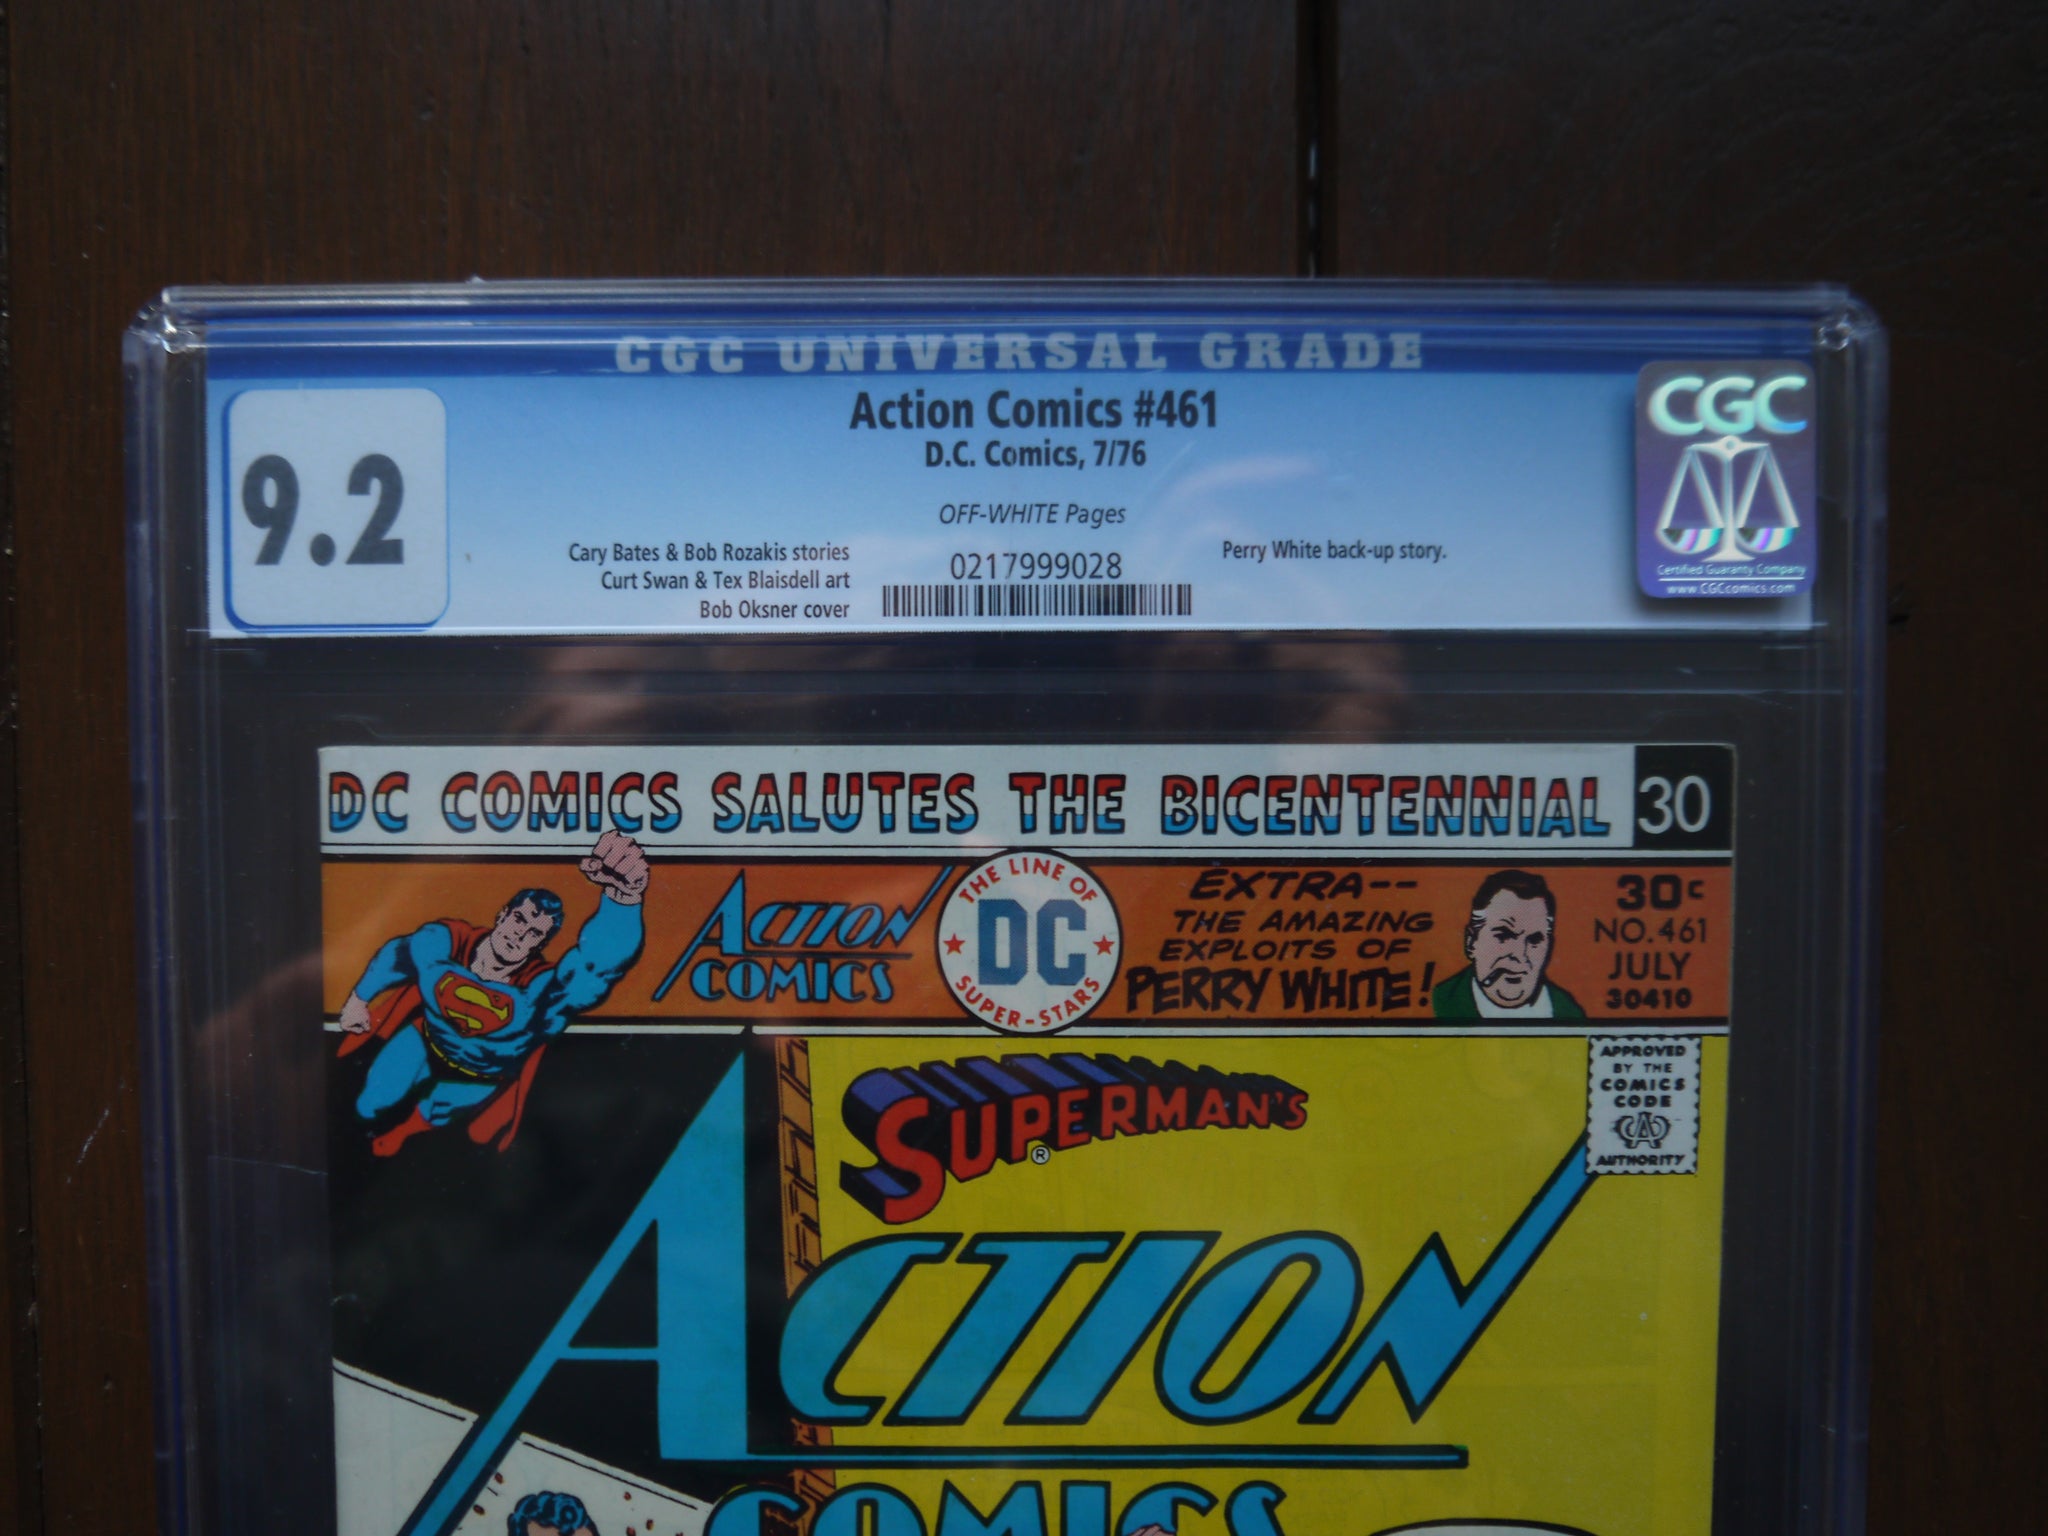 CGC UNIVERSAL GRADE
9.2
Action Comics #461
D.C. Comics, 7/76
OFF-WHITE Pages
Cary Bates & Bob Rozakis stories
Curt Swan & Tex Blaisdell art
Bob Oksner cover
0217999028
Perry White back-up story.
CGC
Certified Guaranty Company
www.CGCcomics.com
DC COMICS SALUTES THE BICENTENNIAL
30
ACTION
COMICS
THE LINE OF
DC
SUPER-STARS
EXTRA--
THE AMAZING
EXPLOITS OF
PERRY WHITE!
30¢
NO. 461
JULY
30410
APPROVED
BY THE
COMICS
CODE
CA
AUTHORITY
S
SUPERMAN'S
®
ACTION
COMICS